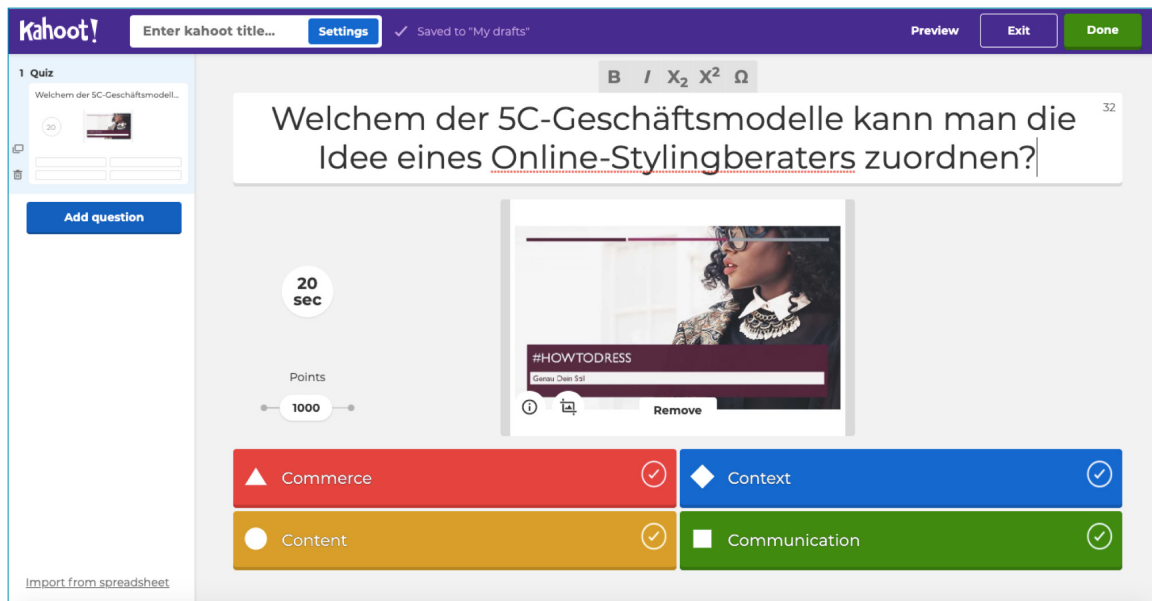 Kahoot!
Enter kahoot title...
Settings
Saved to "My drafts"
Preview
Exit
Done
1 Quiz
Welchem der 5C-Geschäftsmodell...
20
Add question
Import from spreadsheet
B I X₂ X² Ω
32
Welchem der 5C-Geschäftsmodelle kann man die
Idee eines Online-Stylingberaters zuordnen?
20
sec
Points
1000
#HOWTODRESS
Genau Dein Stil
Remove
Commerce
Context
Content
Communication